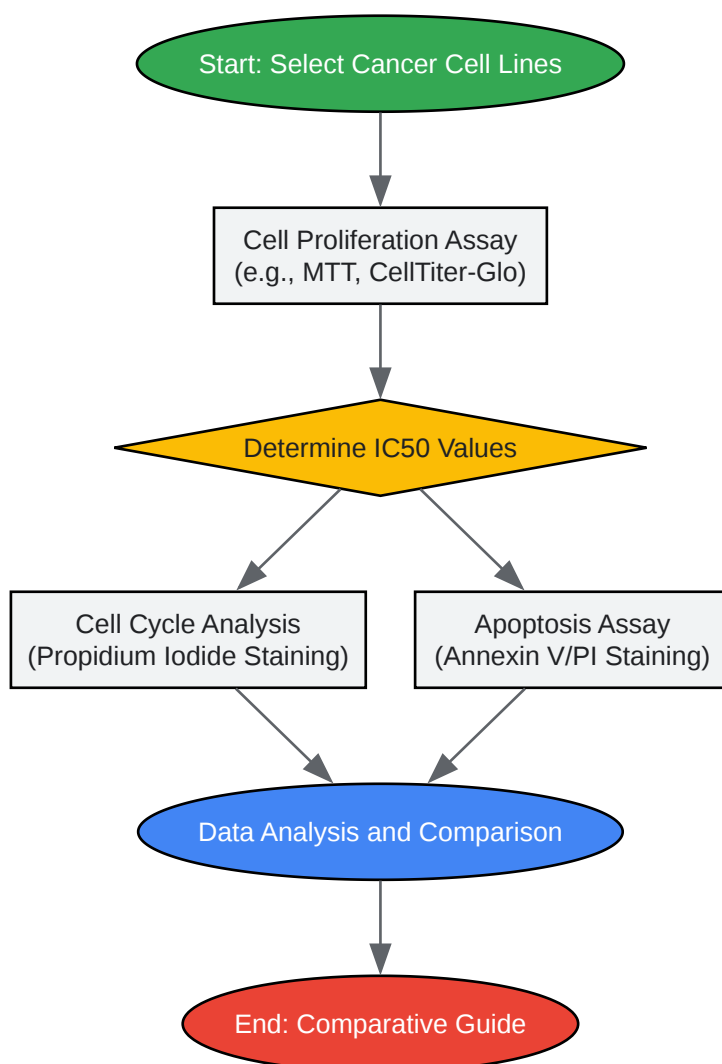 Start: Select Cancer Cell Lines
Cell Proliferation Assay
(e.g., MTT, CellTiter-Glo)
Determine IC50 Values
Cell Cycle Analysis
(Propidium Iodide Staining)
Apoptosis Assay
(Annexin V/PI Staining)
Data Analysis and Comparison
End: Comparative Guide